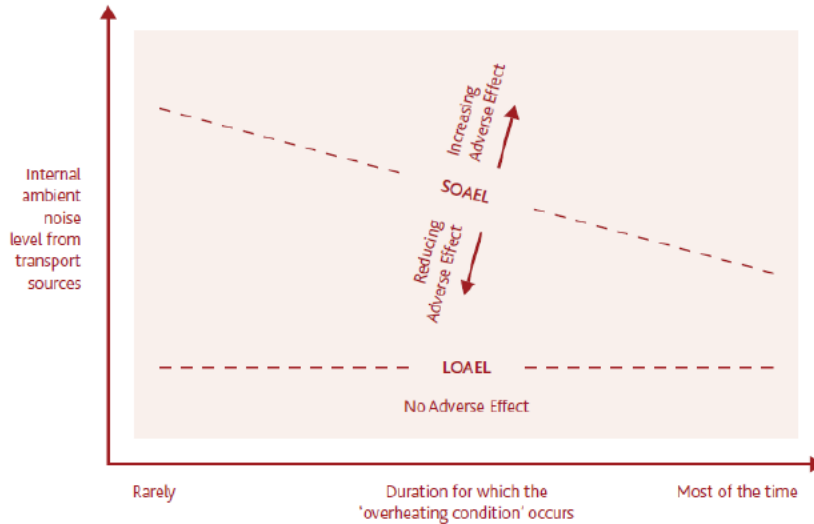 Internal
ambient
noise
level from
transport
sources
Increasing
Adverse Effect
SOAEL
Reducing
Adverse Effect
LOAEL
No Adverse Effect
Rarely
Duration for which the
'overheating condition' occurs
Most of the time